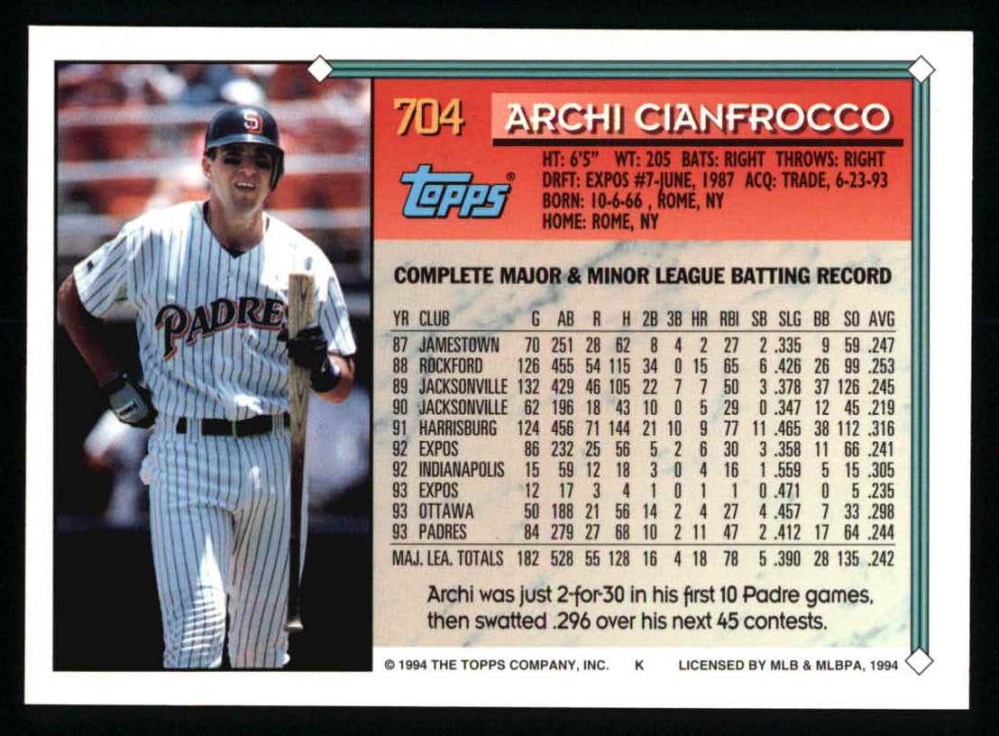 704 ARCHI CIANFROCCO
topps®
HT: 6'5" WT: 205 BATS: RIGHT THROWS: RIGHT
DRFT: EXPOS #7-JUNE, 1987 ACQ: TRADE, 6-23-93
BORN: 10-6-66 , ROME, NY
HOME: ROME, NY
S
PADRES
COMPLETE MAJOR & MINOR LEAGUE BATTING RECORD
YR CLUB G AB R H 2B 3B HR RBI SB SLG BB SO AVG
87 JAMESTOWN 70 251 28 62 8 4 2 27 2 .335 9 59 .247
88 ROCKFORD 126 455 54 115 34 0 15 65 6 .426 26 99 .253
89 JACKSONVILLE 132 429 46 105 22 7 7 50 3 .378 37 126 .245
90 JACKSONVILLE 62 196 18 43 10 0 5 29 0 .347 12 45 .219
91 HARRISBURG 124 456 71 144 21 10 9 77 11 .465 38 112 .316
92 EXPOS 86 232 25 56 5 2 6 30 3 .358 11 66 .241
92 INDIANAPOLIS 15 59 12 18 3 0 4 16 1 .559 5 15 .305
93 EXPOS 12 17 3 4 1 0 1 1 0 .471 0 5 .235
93 OTTAWA 50 188 21 56 14 2 4 27 4 .457 7 33 .298
93 PADRES 84 279 27 68 10 2 11 47 2 .412 17 64 .244
MAJ. LEA. TOTALS 182 528 55 128 16 4 18 78 5 .390 28 135 .242
Archi was just 2-for-30 in his first 10 Padre games,
then swatted .296 over his next 45 contests.
© 1994 THE TOPPS COMPANY, INC. K LICENSED BY MLB & MLBPA, 1994